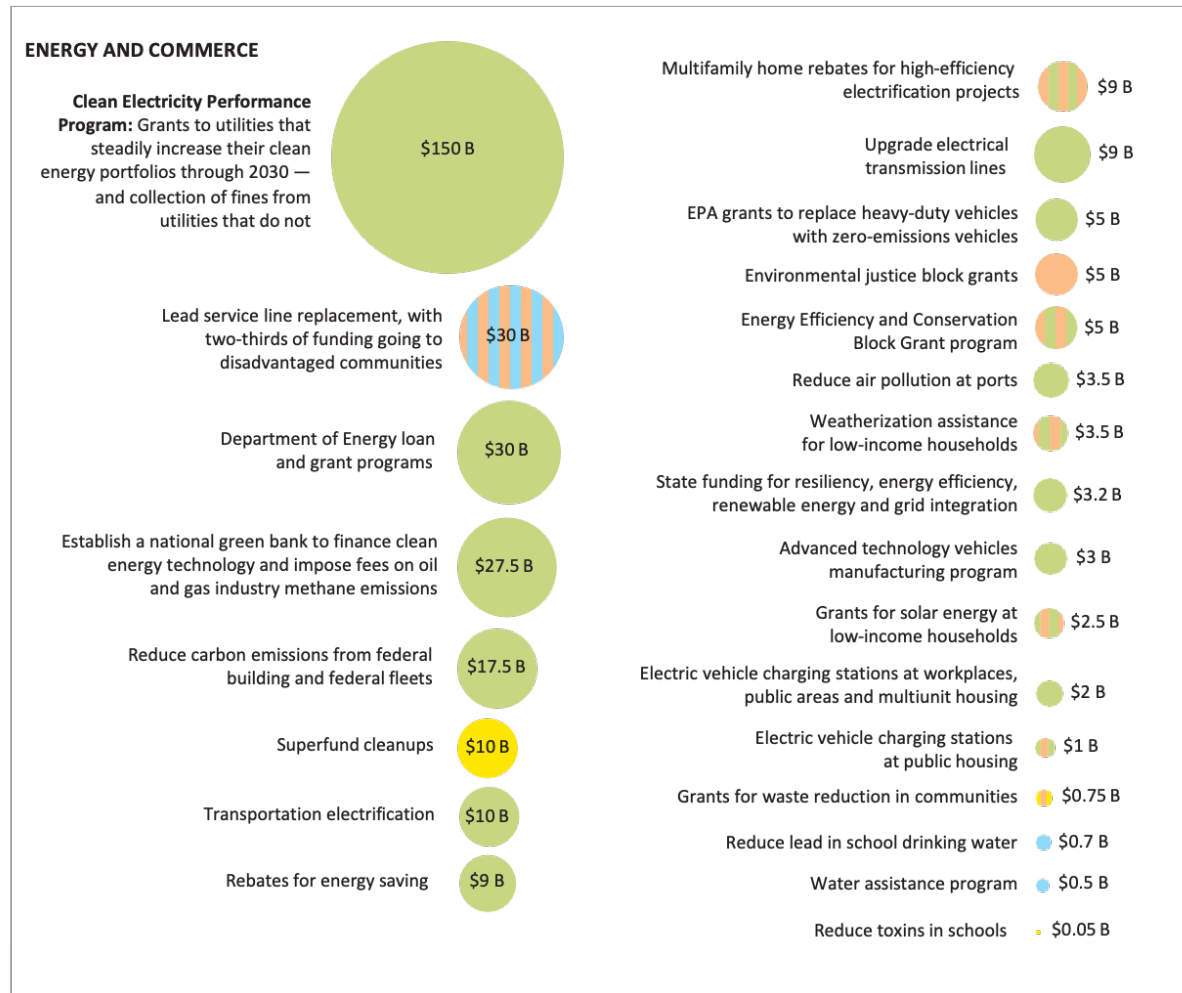 ENERGY AND COMMERCE
Clean Electricity Performance
Program: Grants to utilities that
steadily increase their clean
energy portfolios through 2030 —
and collection of fines from
utilities that do not
$150 B
Lead service line replacement, with
two-thirds of funding going to
disadvantaged communities
$30 B
Department of Energy loan
and grant programs
$30 B
Establish a national green bank to finance clean
energy technology and impose fees on oil
and gas industry methane emissions
$27.5 B
Reduce carbon emissions from federal
building and federal fleets
$17.5 B
Superfund cleanups
$10 B
Transportation electrification
$10 B
Rebates for energy saving
$9 B
Multifamily home rebates for high-efficiency
electrification projects
$9 B
Upgrade electrical
transmission lines
$9 B
EPA grants to replace heavy-duty vehicles
with zero-emissions vehicles
$5 B
Environmental justice block grants
$5 B
Energy Efficiency and Conservation
Block Grant program
$5 B
Reduce air pollution at ports
$3.5 B
Weatherization assistance
for low-income households
$3.5 B
State funding for resiliency, energy efficiency,
renewable energy and grid integration
$3.2 B
Advanced technology vehicles
manufacturing program
$3 B
Grants for solar energy at
low-income households
$2.5 B
Electric vehicle charging stations at workplaces,
public areas and multiunit housing
$2 B
Electric vehicle charging stations
at public housing
$1 B
Grants for waste reduction in communities
$0.75 B
Reduce lead in school drinking water
$0.7 B
Water assistance program
$0.5 B
Reduce toxins in schools
$0.05 B